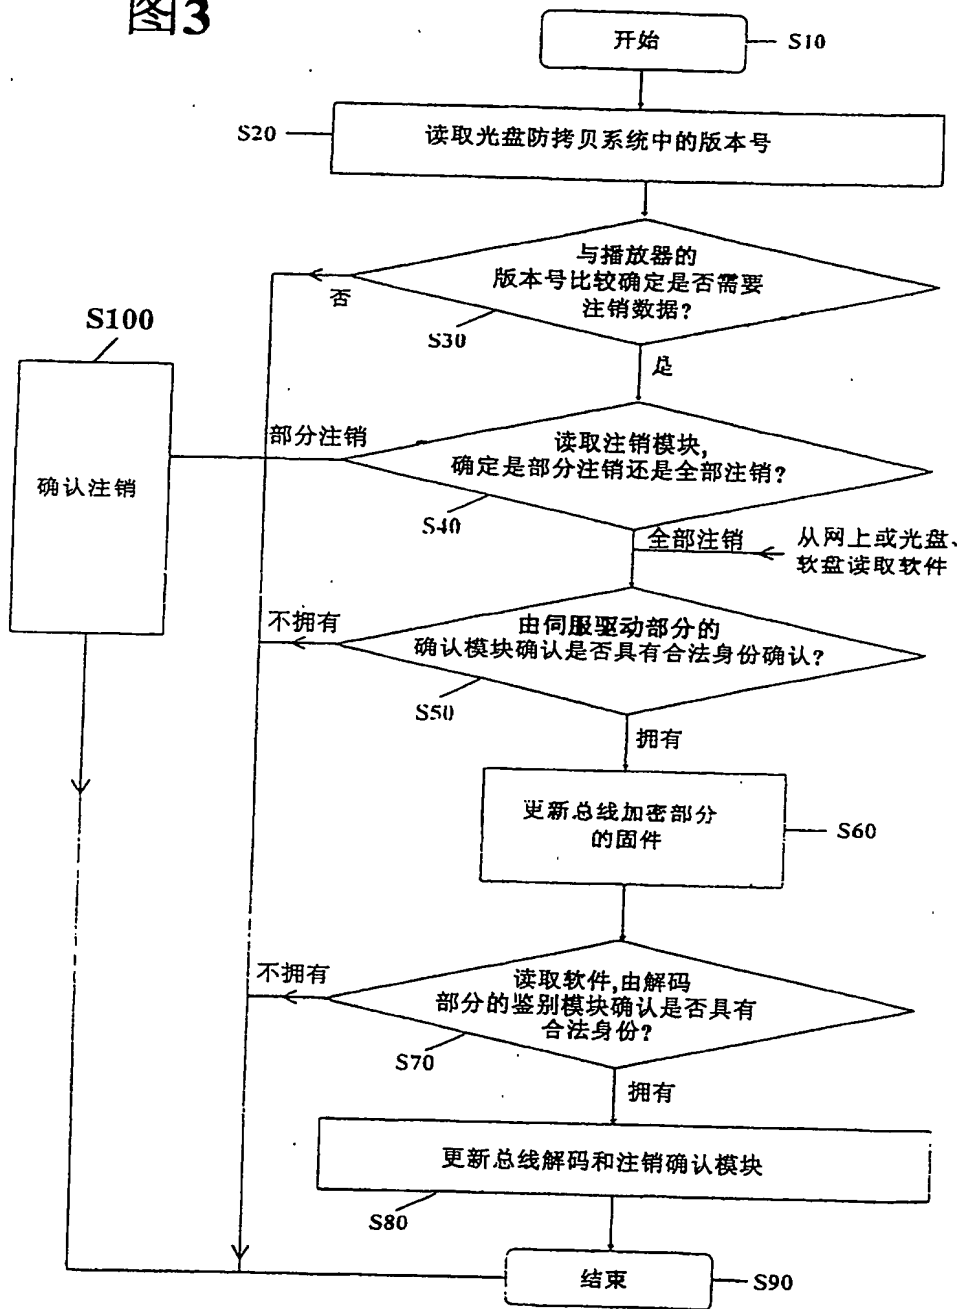 图3
开始
S10
S20
读取光盘防拷贝系统中的版本号
与播放器的
版本号比较确定是否需要
注销数据?
否
S30
是
S100
确认注销
部分注销
读取注销模块,
确定是部分注销还是全部注销?
S40
全部注销
从网上或光盘、
软盘读取软件
不拥有
由伺服驱动部分的
确认模块确认是否具有合法身份确认?
S50
拥有
更新总线加密部分
的固件
S60
不拥有
读取软件,由解码
部分的鉴别模块确认是否具有
合法身份?
S70
拥有
更新总线解码和注销确认模块
S80
结束
S90